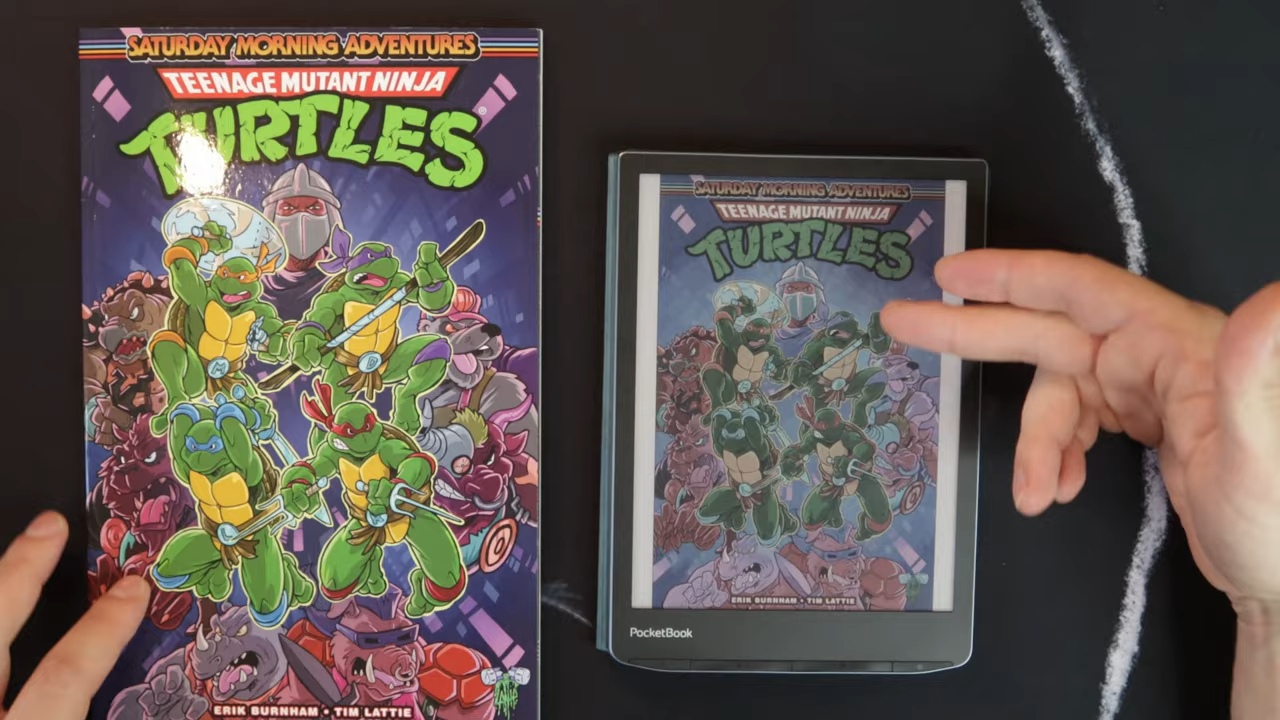 SATURDAY MORNING ADVENTURES
TEENAGE MUTANT NINJA
TURTLES
M
D
ERIK BURNHAM • TIM LATTIE
SATURDAY MORNING ADVENTURES
TEENAGE MUTANT NINJA
TURTLES
ERIK BURNHAM • TIM LATTIE
PocketBook